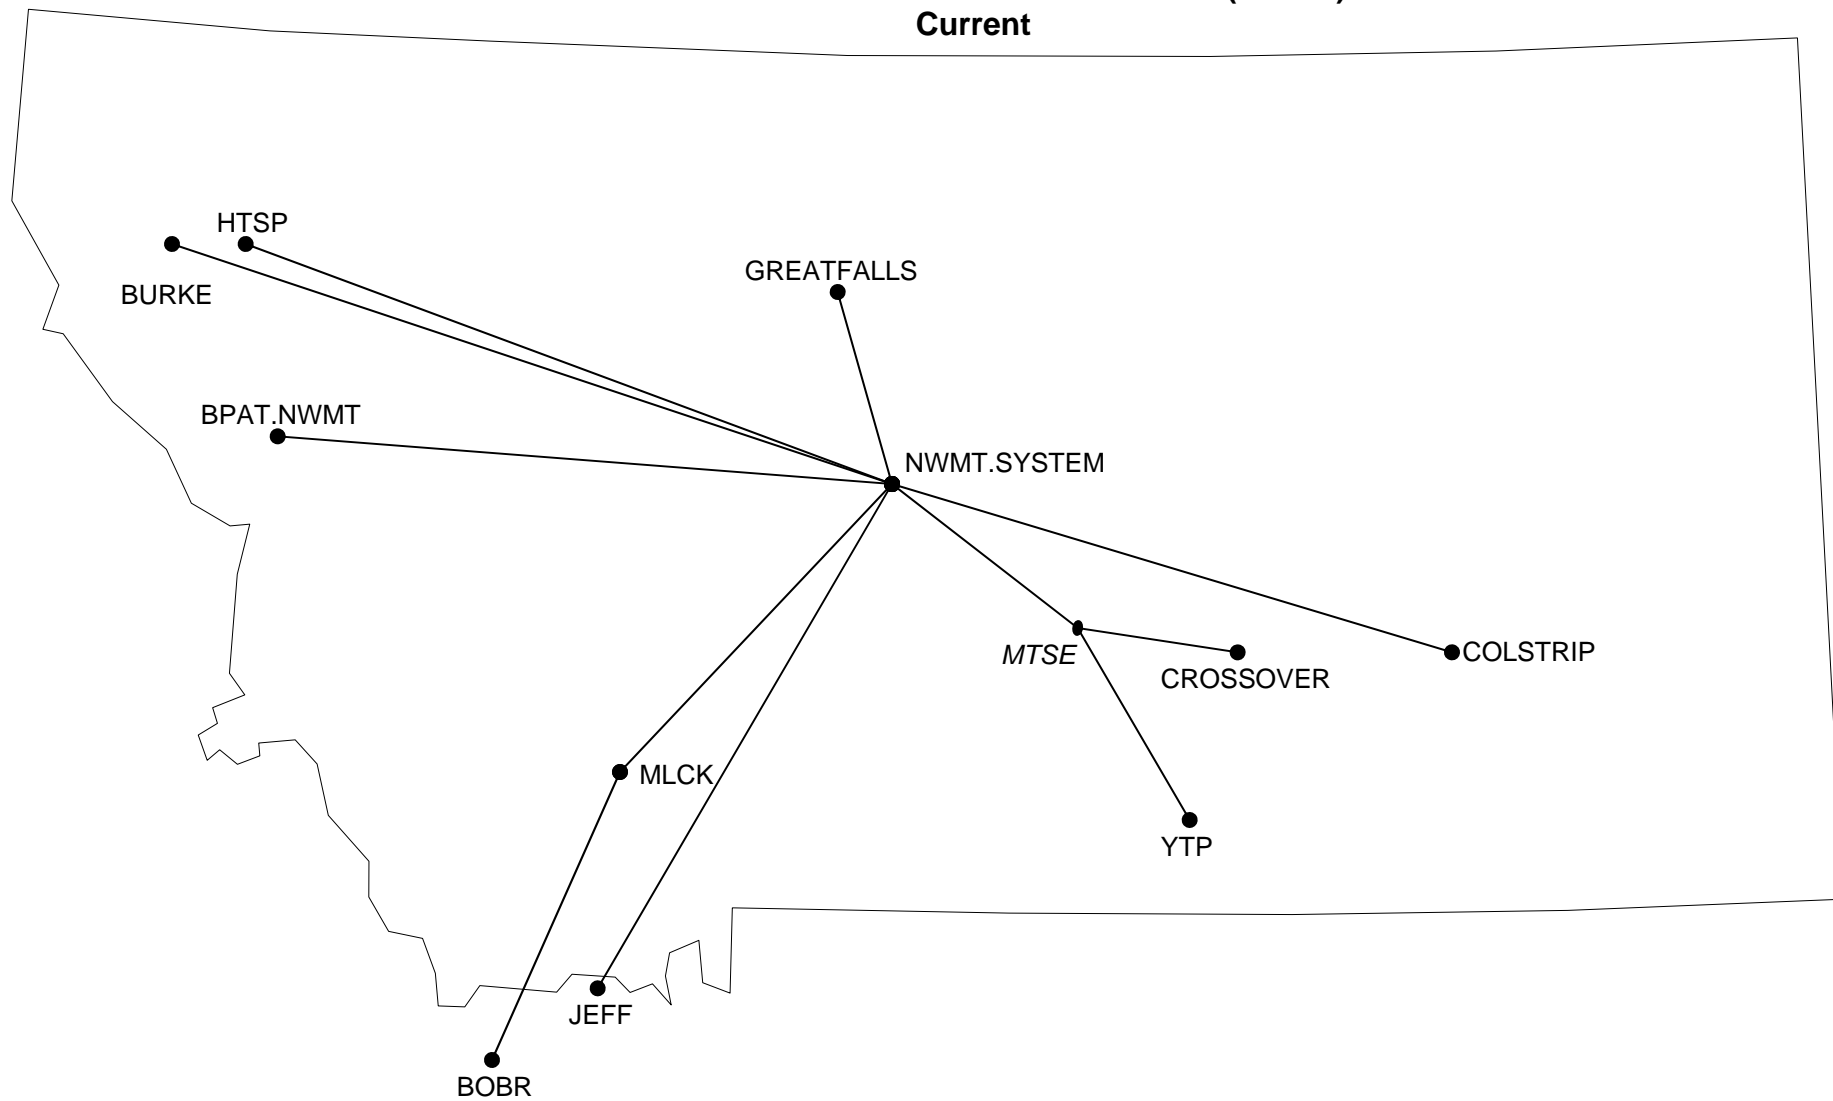 Current
HTSP
BURKE
GREATFALLS
BPAT.NWMT
NWMT.SYSTEM
MTSE
COLSTRIP
CROSSOVER
MLCK
YTP
JEFF
BOBR